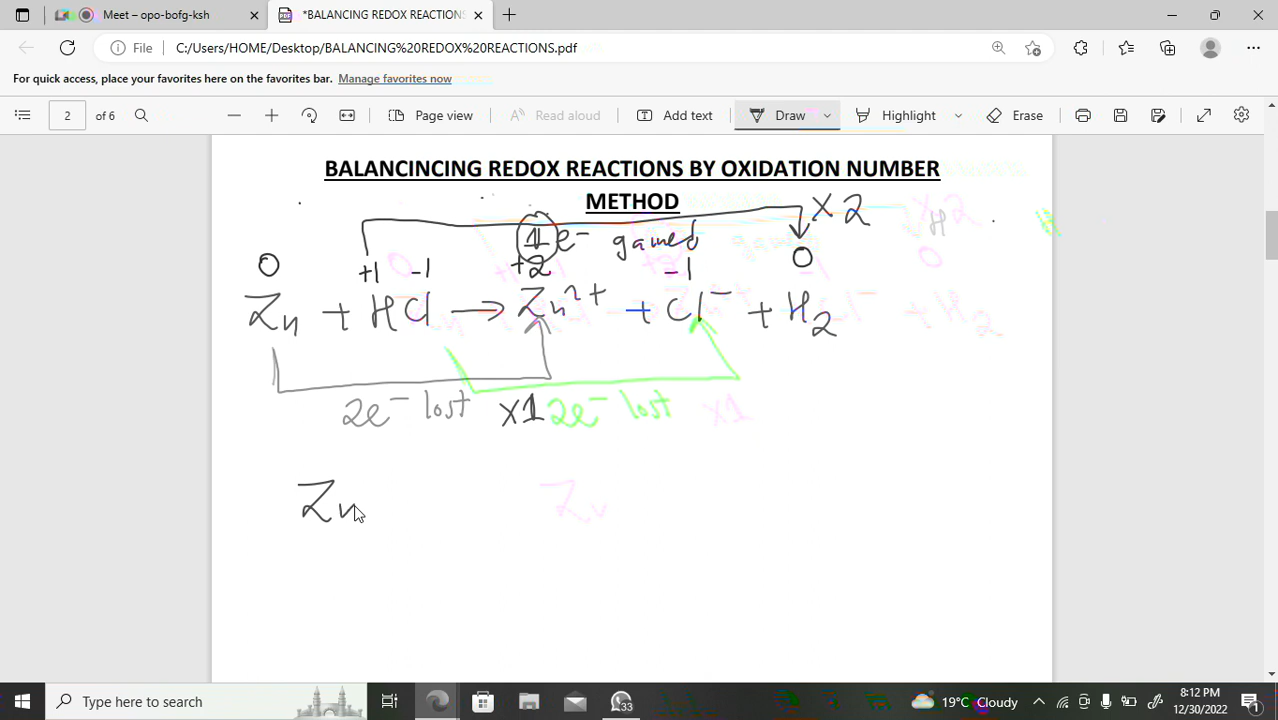 Meet – opo-bofg-ksh
*BALANCING REDOX REACTIONS
File C:/Users/HOME/Desktop/BALANCING%20REDOX%20REACTIONS.pdf
For quick access, place your favorites here on the favorites bar. Manage favorites now
2 of 6 Page view Read aloud Add text Draw Highlight Erase
BALANCINCING REDOX REACTIONS BY OXIDATION NUMBER
METHOD
×2
1e⁻ gained
0 +1 -1 +2 -1 0
Zn + HCl → Zn²⁺ + Cl⁻ + H₂
2e⁻ lost ×1 2e⁻ lost ×1
Zn
Type here to search
33
19°C Cloudy
8:12 PM
12/30/2022
1